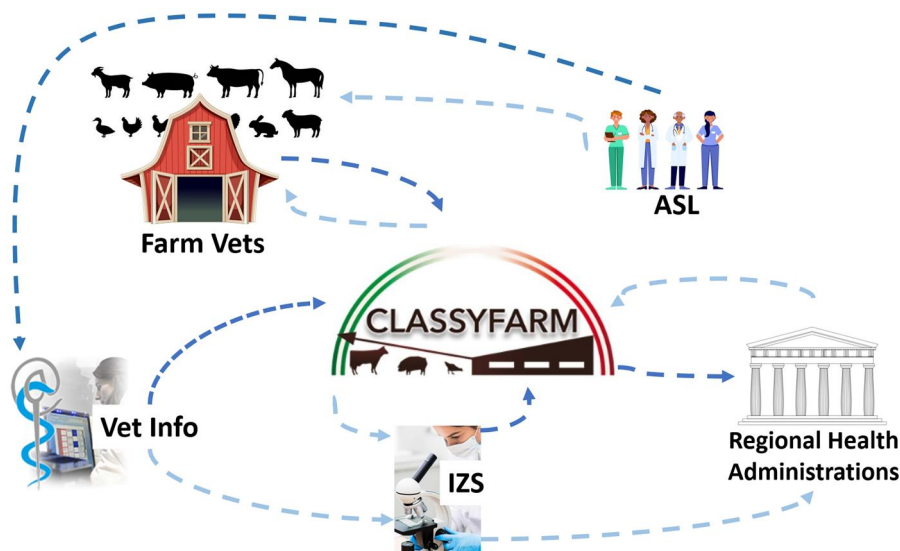 ASL
Farm Vets
CLASSYFARM
Vet Info
IZS
Regional Health
Administrations